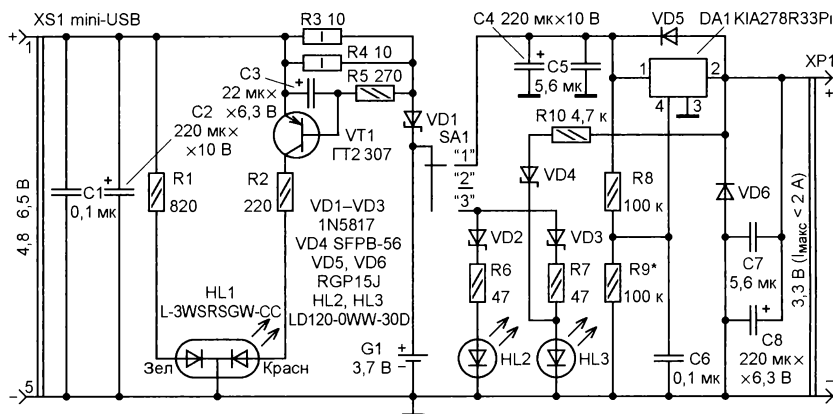 XS1 mini-USB
+
1
4,8...6,5 В
5
−
R3 10
R4 10
C3
+
22 мк×
×6,3 В
R5 270
C2
+
220 мк×
×10 В
C1
0,1 мк
R1
820
R2
220
VT1
ГТ2 307
VD1
SA1
"1"
"2"
"3"
VD1–VD3
1N5817
VD4 SFPB-56
VD5, VD6
RGP15J
HL2, HL3
LD120-0WW-30D
HL1
L-3WSRSGW-CC
Зел
Красн
G1
+
3,7 В
−
C4 220 мк×10 В
+
C5
5,6 мк
VD5
DA1 KIA278R33PI
1
2
4
3
R10 4,7 к
VD4
VD2
VD3
R6
47
R7
47
HL2
HL3
R8
100 к
R9*
100 к
C6
0,1 мк
VD6
C7
5,6 мк
C8
+
220 мк×
×6,3 В
XP1
+
3,3 В (Iмакс < 2 А)
−